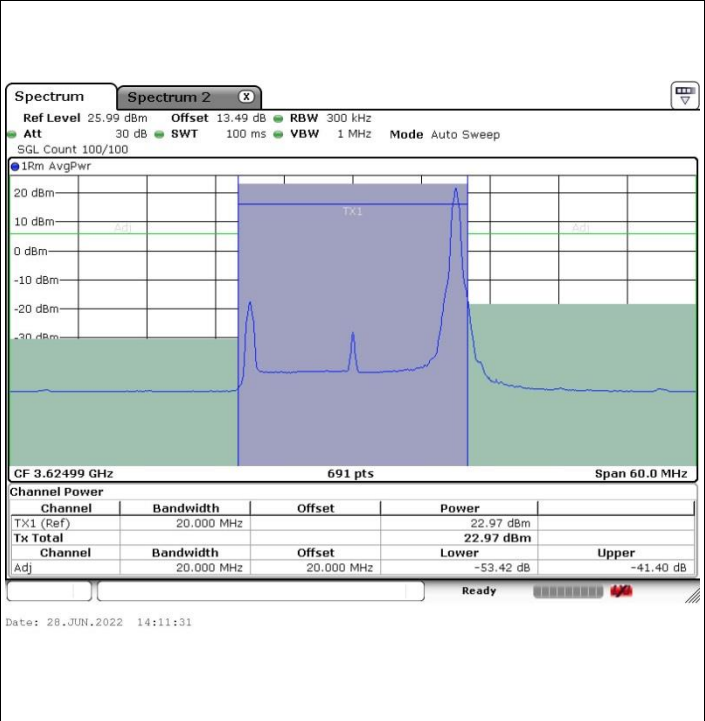 Spectrum Spectrum 2 X
Ref Level 25.99 dBm Offset 13.49 dB RBW 300 kHz
Att 30 dB SWT 100 ms VBW 1 MHz Mode Auto Sweep
SGL Count 100/100
1Rm AvgPwr
20 dBm
TX1
10 dBm
Adj Adj
0 dBm
-10 dBm
-20 dBm
-30 dBm
CF 3.62499 GHz 691 pts Span 60.0 MHz
Channel Power
Channel Bandwidth Offset Power
TX1 (Ref) 20.000 MHz 22.97 dBm
Tx Total 22.97 dBm
Channel Bandwidth Offset Lower Upper
Adj 20.000 MHz 20.000 MHz -53.42 dB -41.40 dB
Ready
Date: 28.JUN.2022 14:11:31